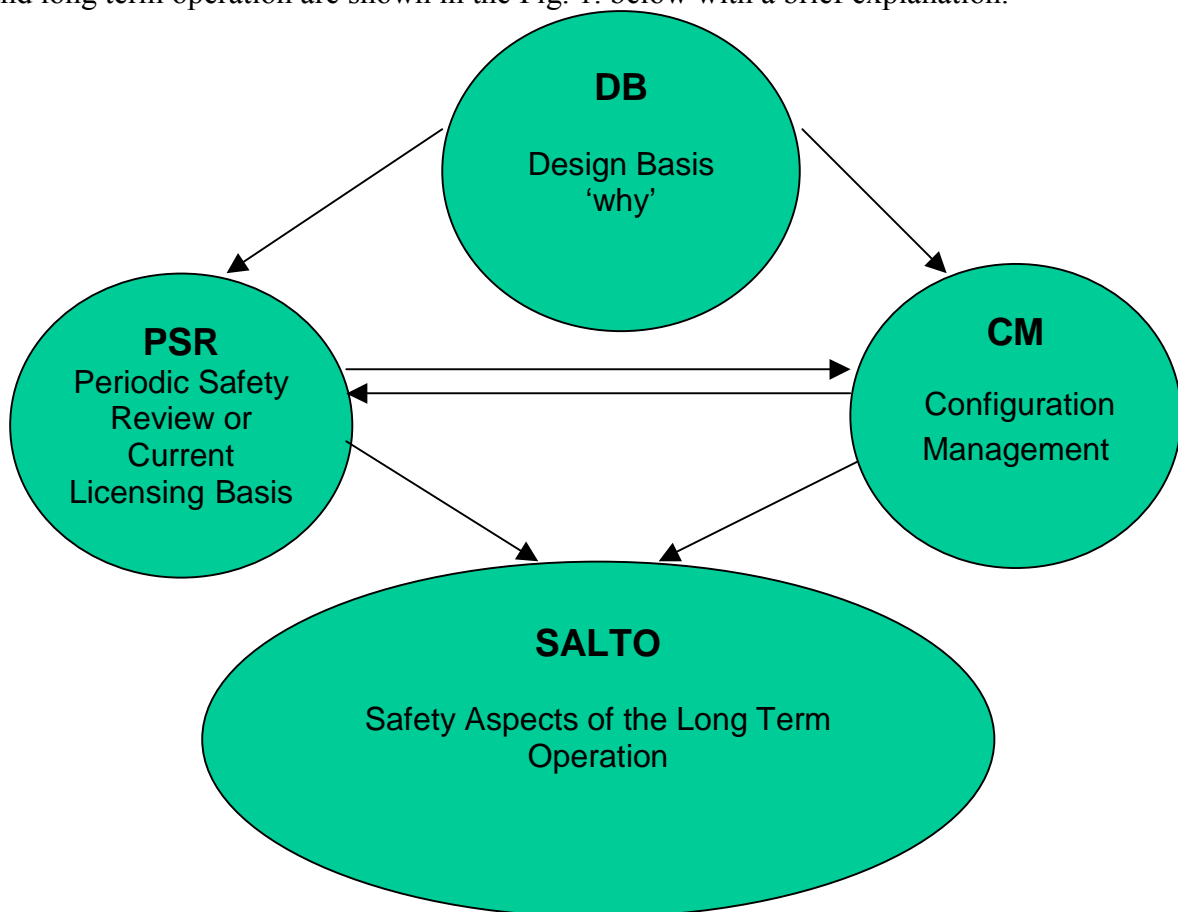 nd long term operation are shown in the Fig. 1. below with a brief explanation.
DB
Design Basis
‘why’
PSR
Periodic Safety
Review or
Current
Licensing Basis
CM
Configuration
Management
SALTO
Safety Aspects of the Long Term
Operation